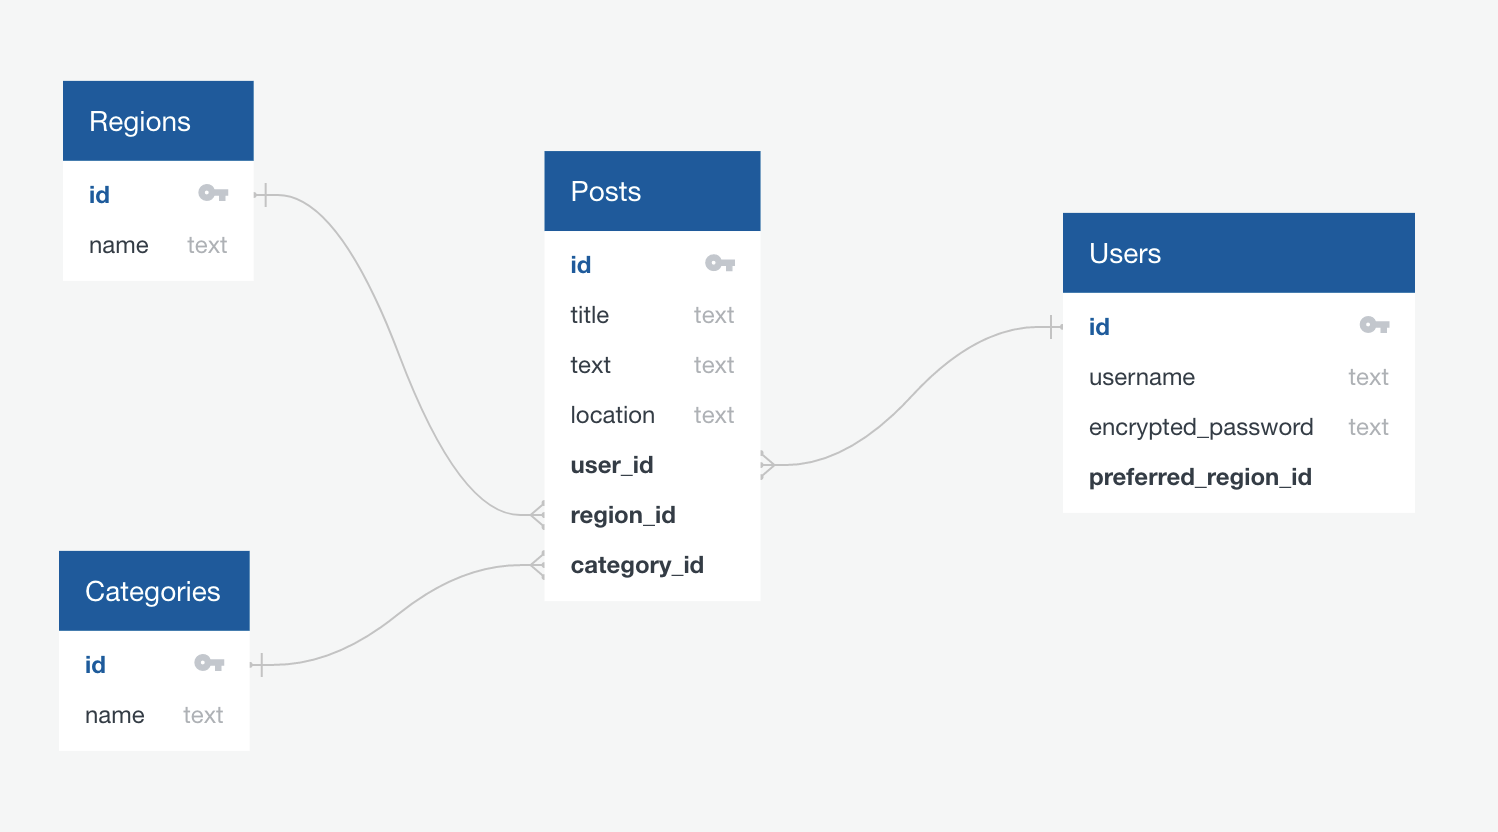 Regions
id
name text
Posts
id
title text
text text
location text
user_id
region_id
category_id
Users
id
username text
encrypted_password text
preferred_region_id
Categories
id
name text